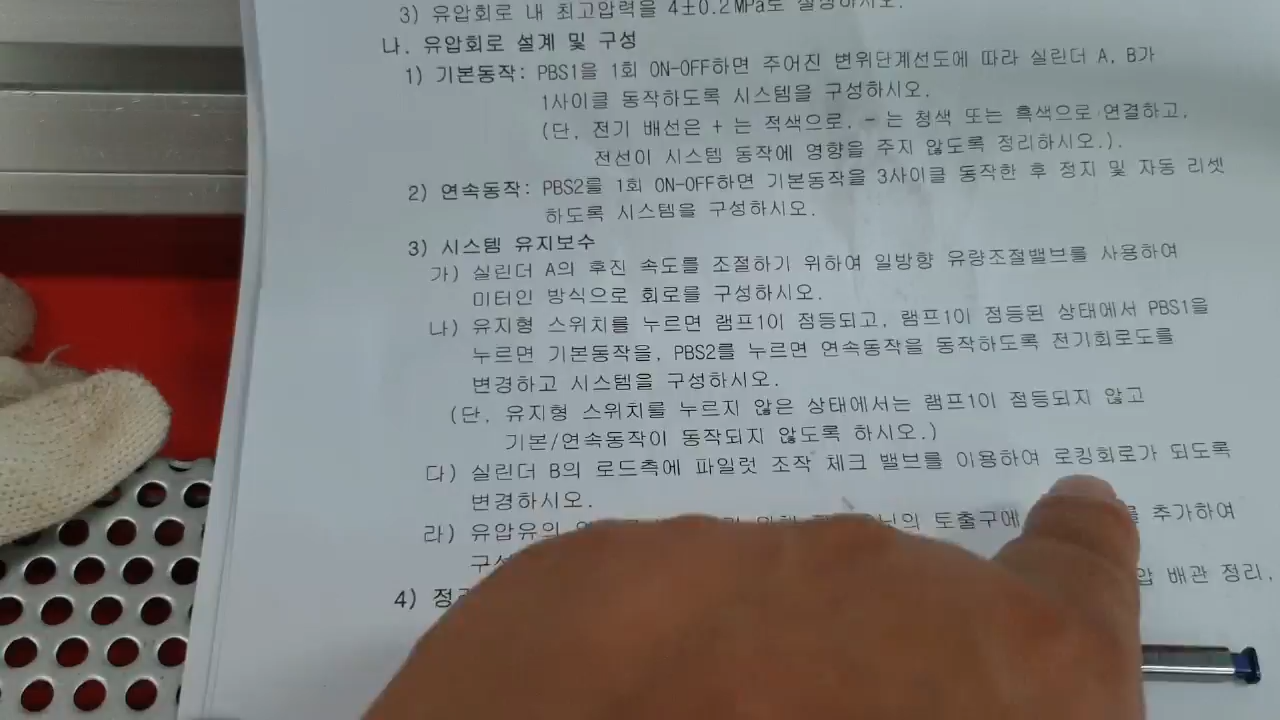 3) 유압회로 내 최고압력을 4±0.2MPa로 설정하시오.
나. 유압회로 설계 및 구성
1) 기본동작: PBS1을 1회 ON-OFF하면 주어진 변위단계선도에 따라 실린더 A, B가
1사이클 동작하도록 시스템을 구성하시오.
(단, 전기 배선은 + 는 적색으로, - 는 청색 또는 흑색으로 연결하고,
전선이 시스템 동작에 영향을 주지 않도록 정리하시오.).
2) 연속동작: PBS2를 1회 ON-OFF하면 기본동작을 3사이클 동작한 후 정지 및 자동 리셋
하도록 시스템을 구성하시오.
3) 시스템 유지보수
가) 실린더 A의 후진 속도를 조절하기 위하여 일방향 유량조절밸브를 사용하여
미터인 방식으로 회로를 구성하시오.
나) 유지형 스위치를 누르면 램프1이 점등되고, 램프1이 점등된 상태에서 PBS1을
누르면 기본동작을, PBS2를 누르면 연속동작을 동작하도록 전기회로도를
변경하고 시스템을 구성하시오.
(단, 유지형 스위치를 누르지 않은 상태에서는 램프1이 점등되지 않고
기본/연속동작이 동작되지 않도록 하시오.)
다) 실린더 B의 로드측에 파일럿 조작 체크 밸브를 이용하여 로킹회로가 되도록
변경하시오.
라) 유압유의 토출구에 추가하여
4) 배관 정리,